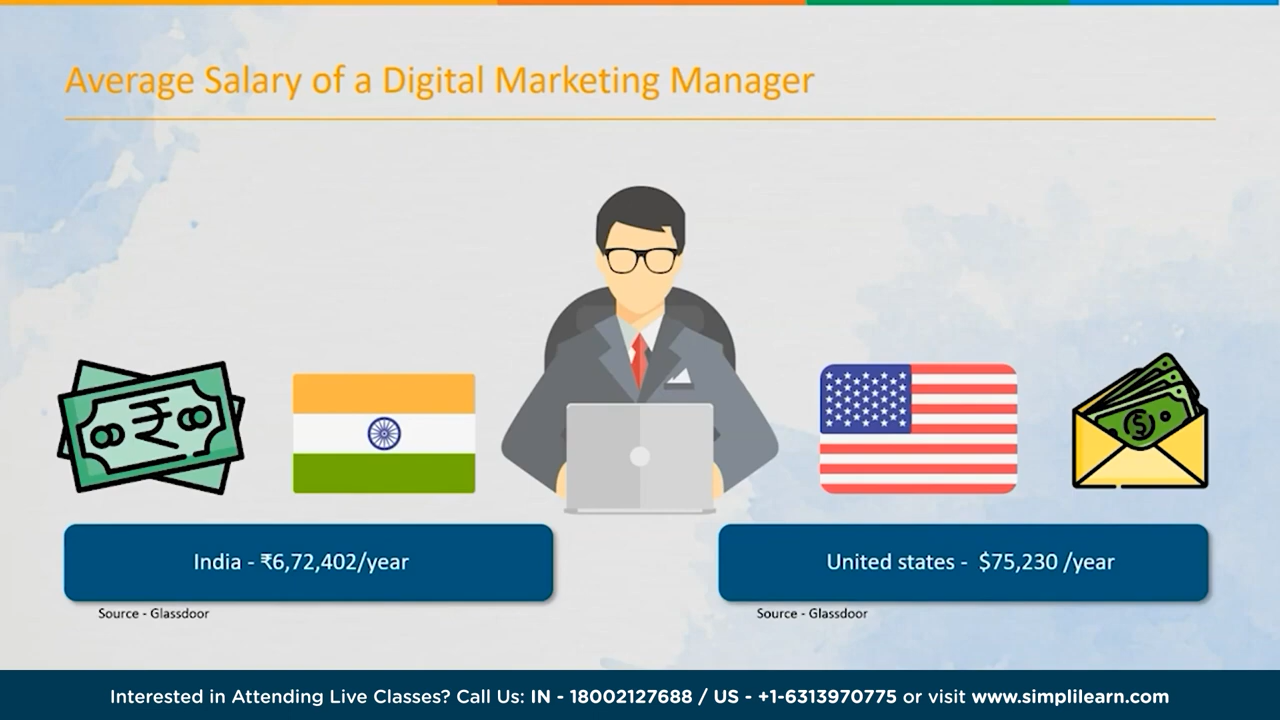 Average Salary of a Digital Marketing Manager
India - ₹6,72,402/year
United states - $75,230 /year
Source - Glassdoor
Source - Glassdoor
Interested in Attending Live Classes? Call Us: IN - 18002127688 / US - +1-6313970775 or visit www.simplilearn.com